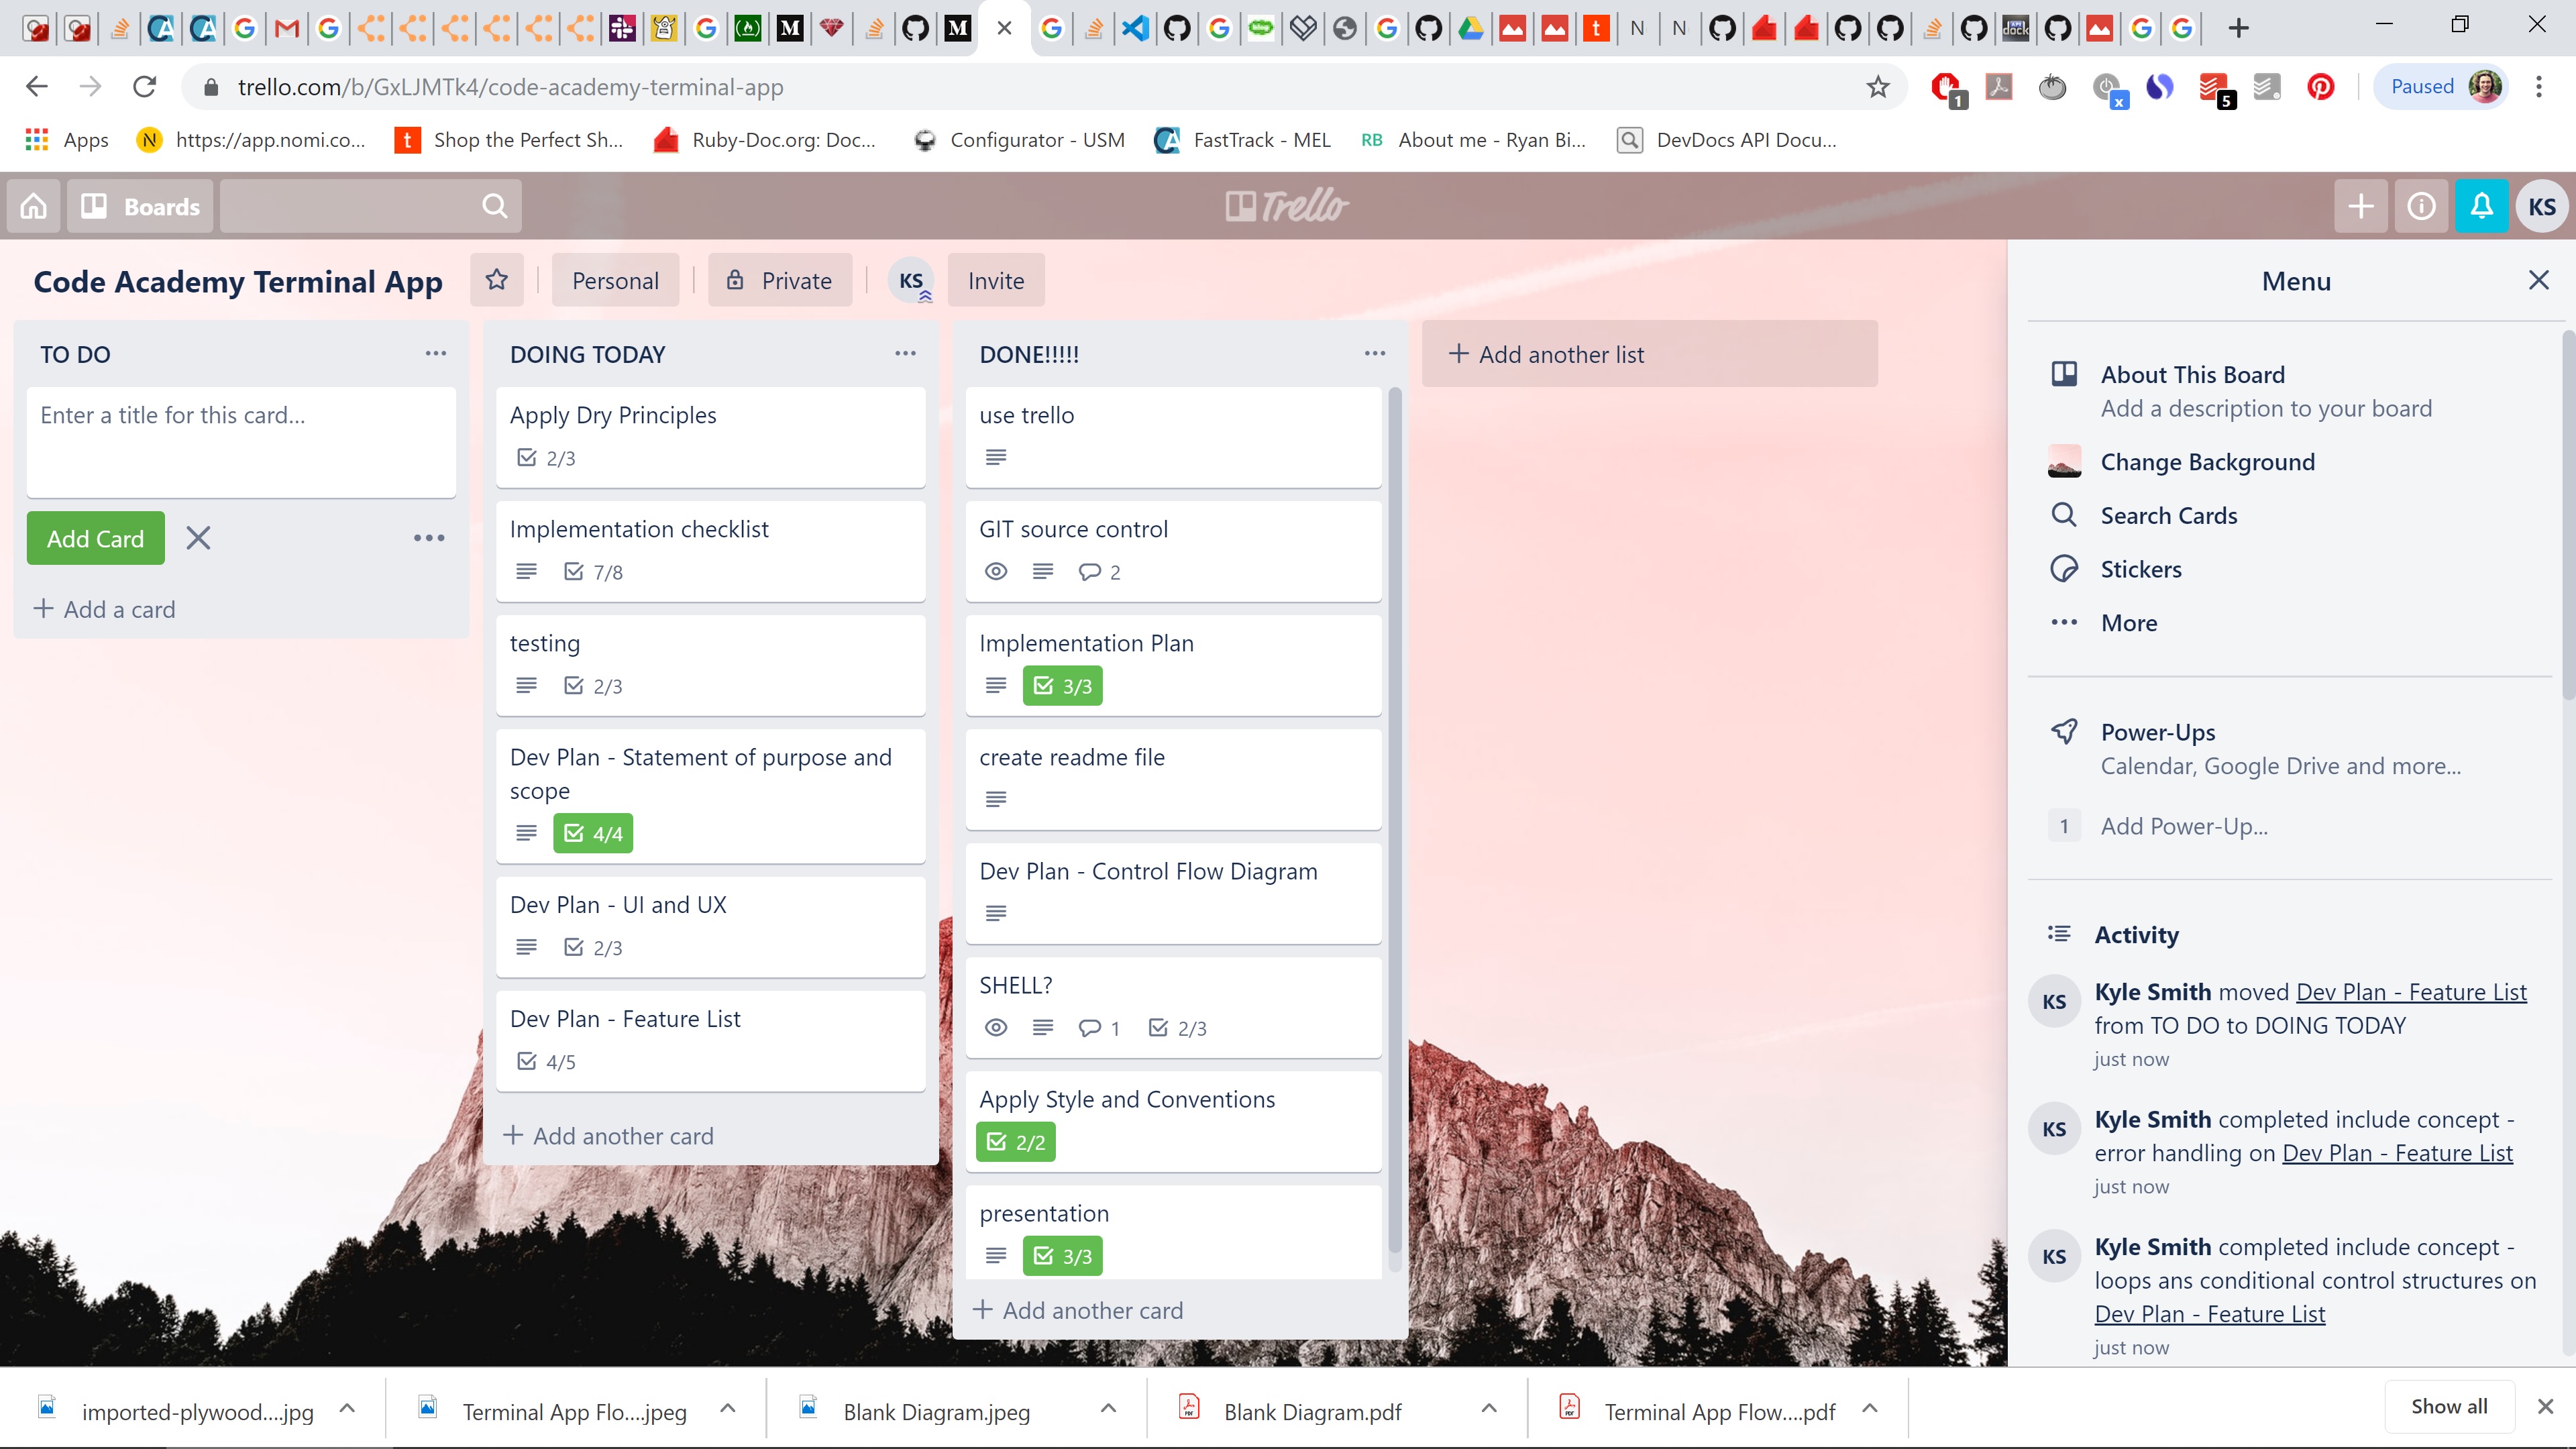 trello.com/b/GxLJMTk4/code-academy-terminal-app
1
x
5
Paused
Apps
https://app.nomi.co...
Shop the Perfect Sh...
Ruby-Doc.org: Doc...
Configurator - USM
FastTrack - MEL
RB About me - Ryan Bi...
DevDocs API Docu...
Boards
Trello
KS
Code Academy Terminal App
Personal
Private
KS
Invite
TO DO
Enter a title for this card...
Add Card
+ Add a card
DOING TODAY
Apply Dry Principles
2/3
Implementation checklist
7/8
testing
2/3
Dev Plan - Statement of purpose and
scope
4/4
Dev Plan - UI and UX
2/3
Dev Plan - Feature List
4/5
+ Add another card
DONE!!!!!
use trello
GIT source control
2
Implementation Plan
3/3
create readme file
Dev Plan - Control Flow Diagram
SHELL?
1 2/3
Apply Style and Conventions
2/2
presentation
3/3
+ Add another card
+ Add another list
Menu
About This Board
Add a description to your board
Change Background
Search Cards
Stickers
More
Power-Ups
Calendar, Google Drive and more...
1 Add Power-Up...
Activity
KS
Kyle Smith moved Dev Plan - Feature List
from TO DO to DOING TODAY
just now
KS
Kyle Smith completed include concept -
error handling on Dev Plan - Feature List
just now
KS
Kyle Smith completed include concept -
loops ans conditional control structures on
Dev Plan - Feature List
just now
imported-plywood....jpg
Terminal App Flo....jpeg
Blank Diagram.jpeg
Blank Diagram.pdf
Terminal App Flow....pdf
Show all